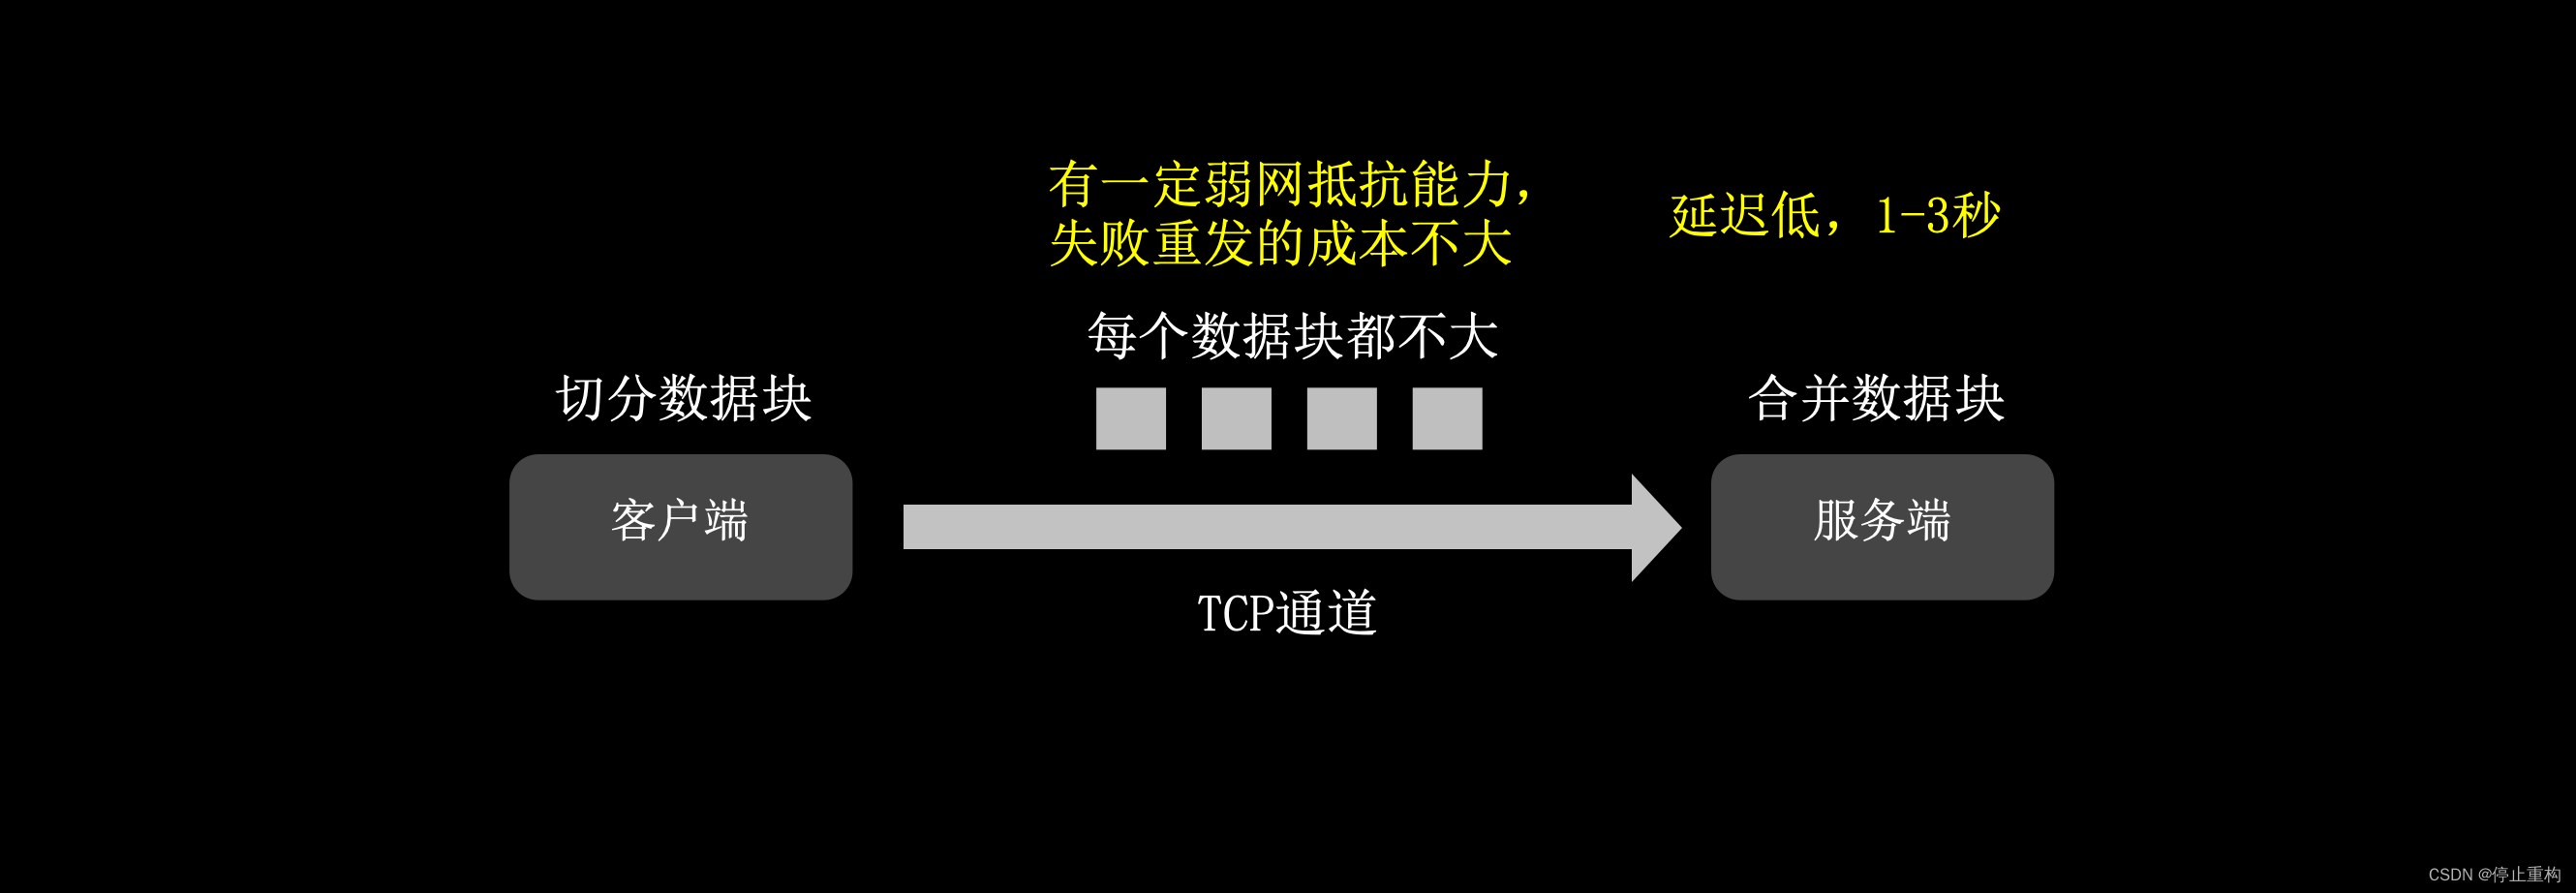 有一定弱网抵抗能力，
失败重发的成本不大
延迟低，1-3秒
每个数据块都不大
切分数据块
合并数据块
客户端
服务端
TCP通道
CSDN @停止重构